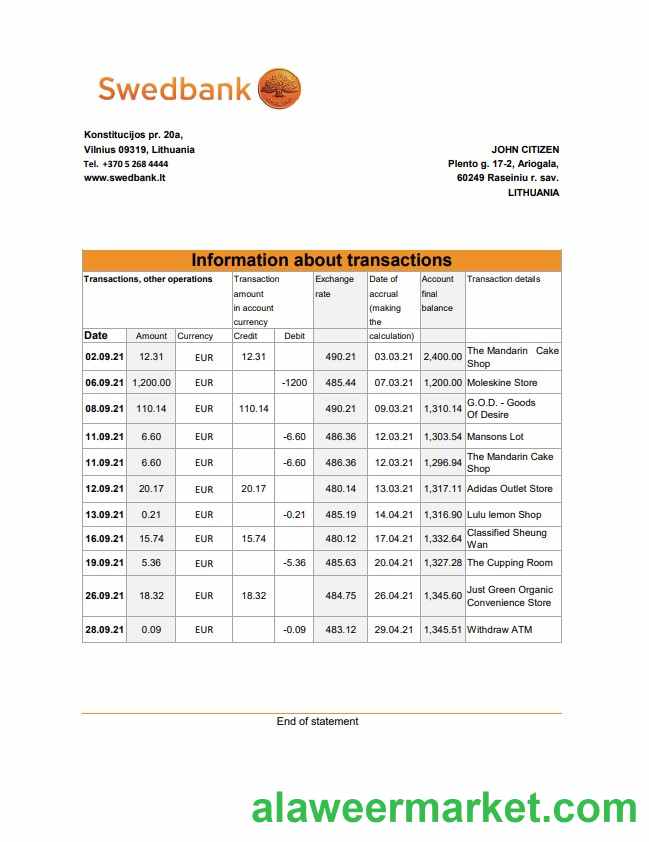 Swedbank
Konstitucijos pr. 20a,
Vilnius 09319, Lithuania
Tel. +370 5 268 4444
www.swedbank.lt
JOHN CITIZEN
Plento g. 17-2, Ariogala,
60249 Raseiniu r. sav.
LITHUANIA
Information about transactions
Transactions, other operations
Transaction
amount
in account
currency
Exchange
rate
Date of
accrual
(making
the
calculation)
Account
final
balance
Transaction details
Date Amount Currency Credit Debit
02.09.21 12.31 EUR 12.31 490.21 03.03.21 2,400.00 The Mandarin Cake
Shop
06.09.21 1,200.00 EUR -1200 485.44 07.03.21 1,200.00 Moleskine Store
08.09.21 110.14 EUR 110.14 490.21 09.03.21 1,310.14 G.O.D. - Goods
Of Desire
11.09.21 6.60 EUR -6.60 486.36 12.03.21 1,303.54 Mansons Lot
11.09.21 6.60 EUR -6.60 486.36 12.03.21 1,296.94 The Mandarin Cake
Shop
12.09.21 20.17 EUR 20.17 480.14 13.03.21 1,317.11 Adidas Outlet Store
13.09.21 0.21 EUR -0.21 485.19 14.04.21 1,316.90 Lulu lemon Shop
16.09.21 15.74 EUR 15.74 480.12 17.04.21 1,332.64 Classified Sheung
Wan
19.09.21 5.36 EUR -5.36 485.63 20.04.21 1,327.28 The Cupping Room
26.09.21 18.32 EUR 18.32 484.75 26.04.21 1,345.60 Just Green Organic
Convenience Store
28.09.21 0.09 EUR -0.09 483.12 29.04.21 1,345.51 Withdraw ATM
End of statement
alaweermarket.com